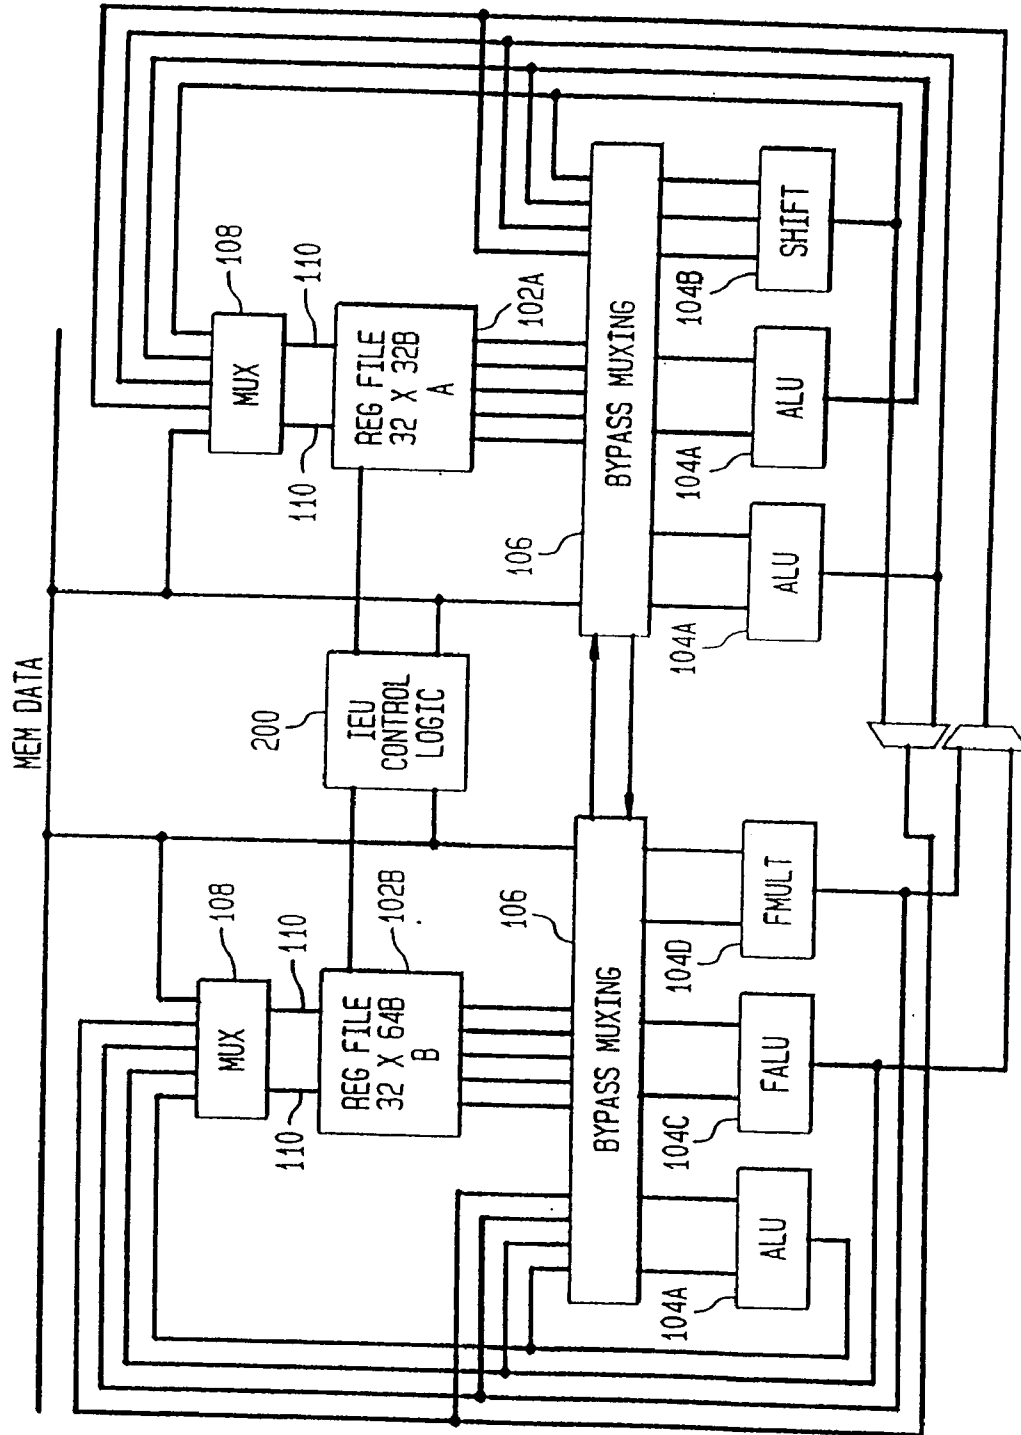 MEM DATA
108
MUX
110
110
REG FILE
32 X 64B
B
102B
200
IEU
CONTROL
LOGIC
108
MUX
110
110
REG FILE
32 X 32B
A
102A
106
BYPASS MUXING
106
BYPASS MUXING
104A
ALU
104C
FALU
104D
FMULT
104A
ALU
104A
ALU
104B
SHIFT